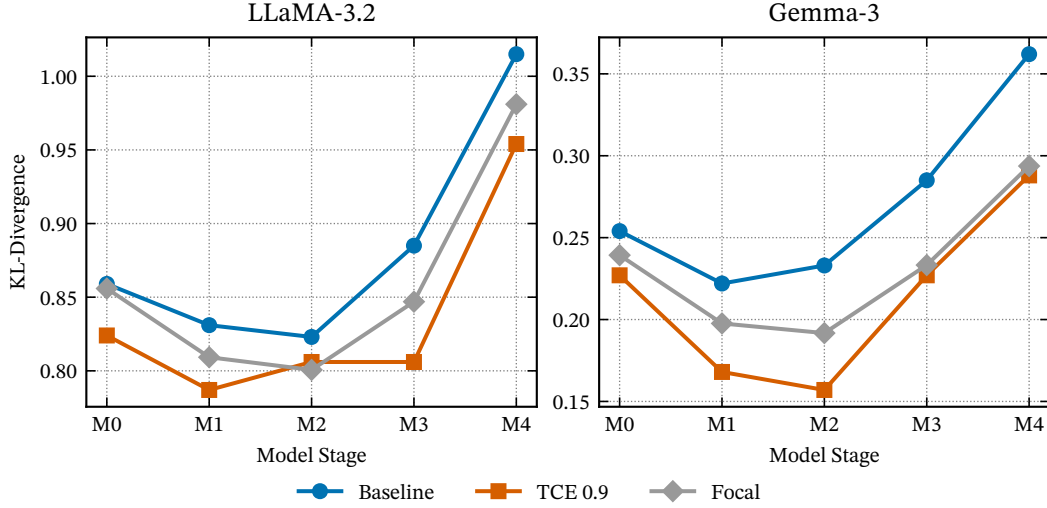 LLaMA-3.2
Gemma-3
KL-Divergence
1.00
0.95
0.90
0.85
0.80
M0 M1 M2 M3 M4
Model Stage
0.35
0.30
0.25
0.20
0.15
M0 M1 M2 M3 M4
Model Stage
Baseline TCE 0.9 Focal